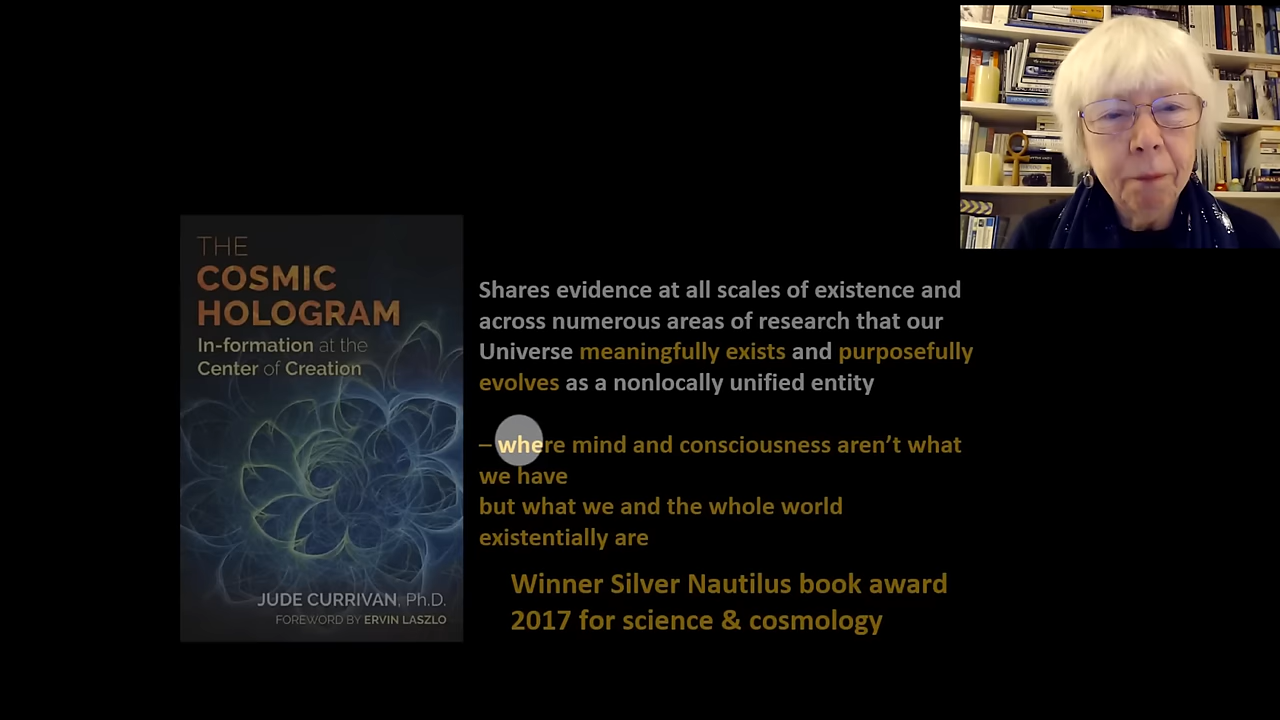 THE
COSMIC
HOLOGRAM
In-formation at the
Center of Creation
JUDE CURRIVAN, Ph.D.
FOREWORD BY ERVIN LASZLO
Shares evidence at all scales of existence and
across numerous areas of research that our
Universe meaningfully exists and purposefully
evolves as a nonlocally unified entity
– where mind and consciousness aren’t what
we have
but what we and the whole world
existentially are
Winner Silver Nautilus book award
2017 for science & cosmology